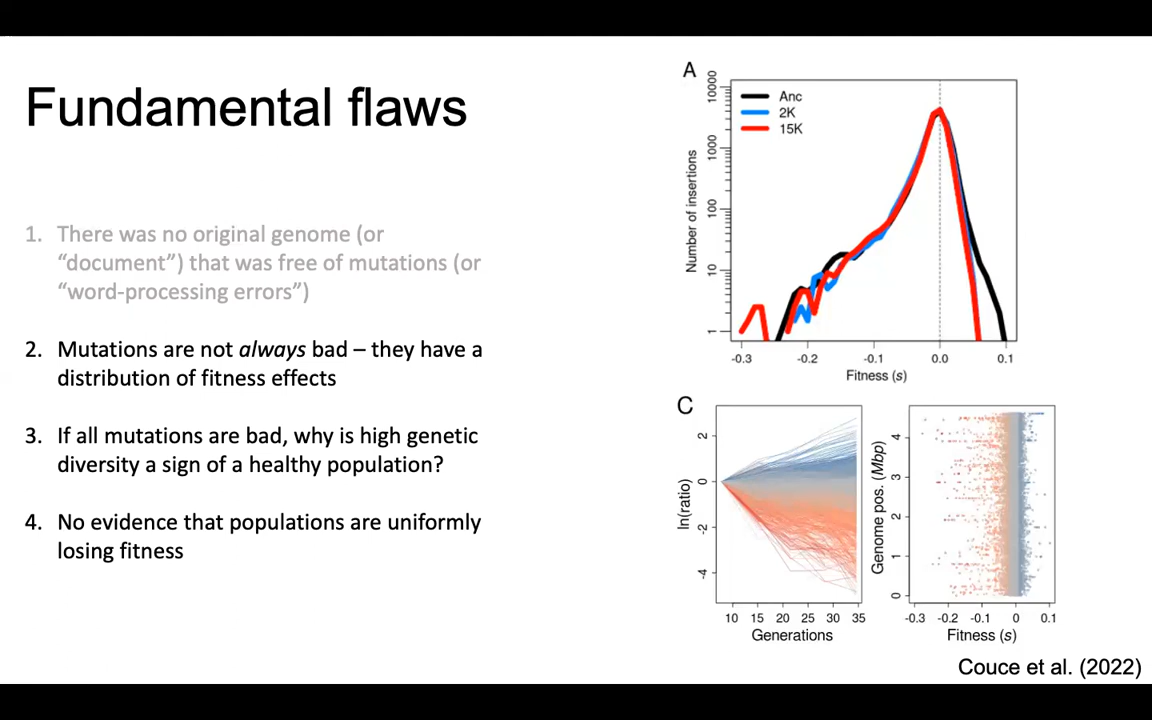 Fundamental flaws
1. There was no original genome (or
“document”) that was free of mutations (or
“word-processing errors”)
2. Mutations are not always bad – they have a
distribution of fitness effects
3. If all mutations are bad, why is high genetic
diversity a sign of a healthy population?
4. No evidence that populations are uniformly
losing fitness
A
Anc
2K
15K
Number of insertions
10000
1000
100
10
1
-0.3 -0.2 -0.1 0.0 0.1
Fitness (s)
C
ln(ratio)
2
0
-2
-4
10 15 20 25 30 35
Generations
Genome pos. (Mbp)
4
3
2
1
0
-0.3 -0.2 -0.1 0 0.1
Fitness (s)
Couce et al. (2022)